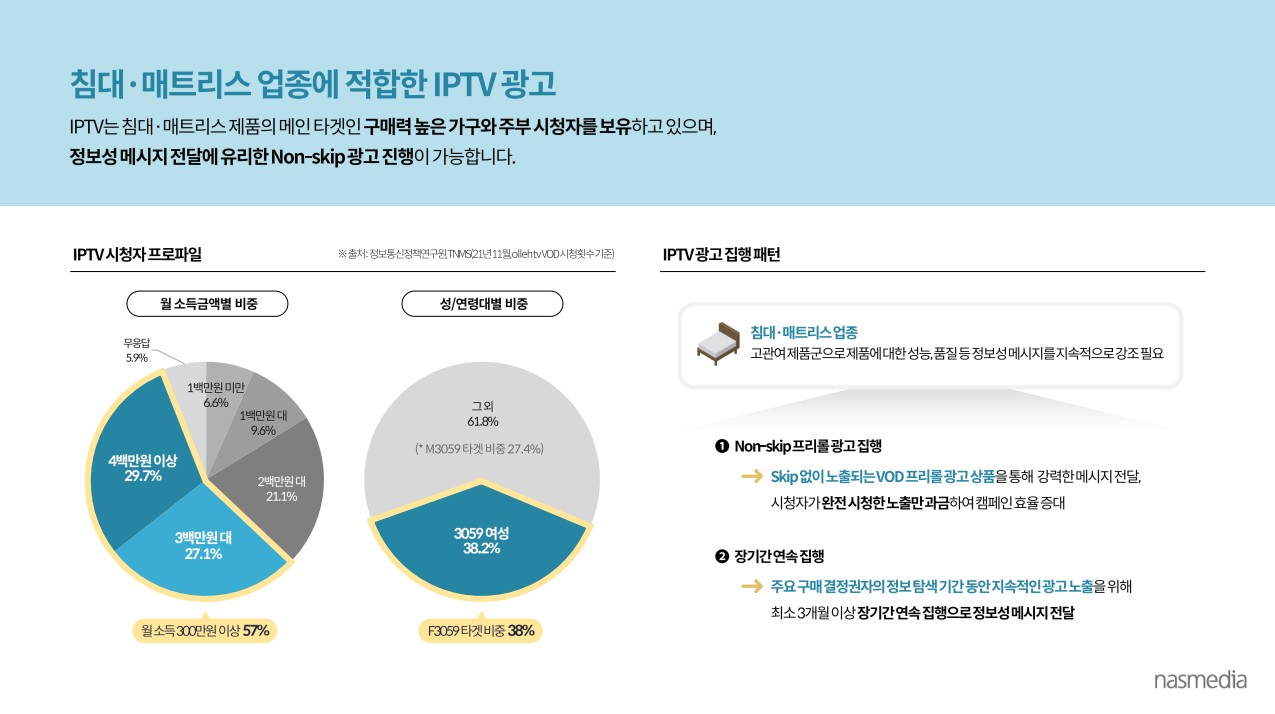 침대·매트리스 업종에 적합한 IPTV 광고
IPTV는 침대·매트리스 제품의 메인 타겟인 구매력 높은 가구와 주부 시청자를 보유하고 있으며,
정보성 메시지 전달에 유리한 Non-skip 광고 진행이 가능합니다.
IPTV 시청자 프로파일
※ 출처: 정보통신정책연구원, TNMS(21년 11월, olleh tv VOD 시청횟수 기준)
월 소득금액별 비중
무응답
5.9%
1백만원 미만
6.6%
1백만원 대
9.6%
2백만원 대
21.1%
3백만원 대
27.1%
4백만원 이상
29.7%
월 소득 300만원 이상 57%
성/연령대별 비중
그 외
61.8%
(* M3059 타겟 비중 27.4%)
3059 여성
38.2%
F3059 타겟 비중 38%
IPTV 광고 집행 패턴
침대·매트리스 업종
고관여 제품군으로 제품에 대한 성능, 품질 등 정보성 메시지를 지속적으로 강조 필요
❶ Non-skip 프리롤 광고 집행
Skip 없이 노출되는 VOD 프리롤 광고 상품을 통해 강력한 메시지 전달,
시청자가 완전 시청한 노출만 과금하여 캠페인 효율 증대
❷ 장기간 연속 집행
주요 구매 결정권자의 정보 탐색 기간 동안 지속적인 광고 노출을 위해
최소 3개월 이상 장기간 연속 집행으로 정보성 메시지 전달
nasmedia